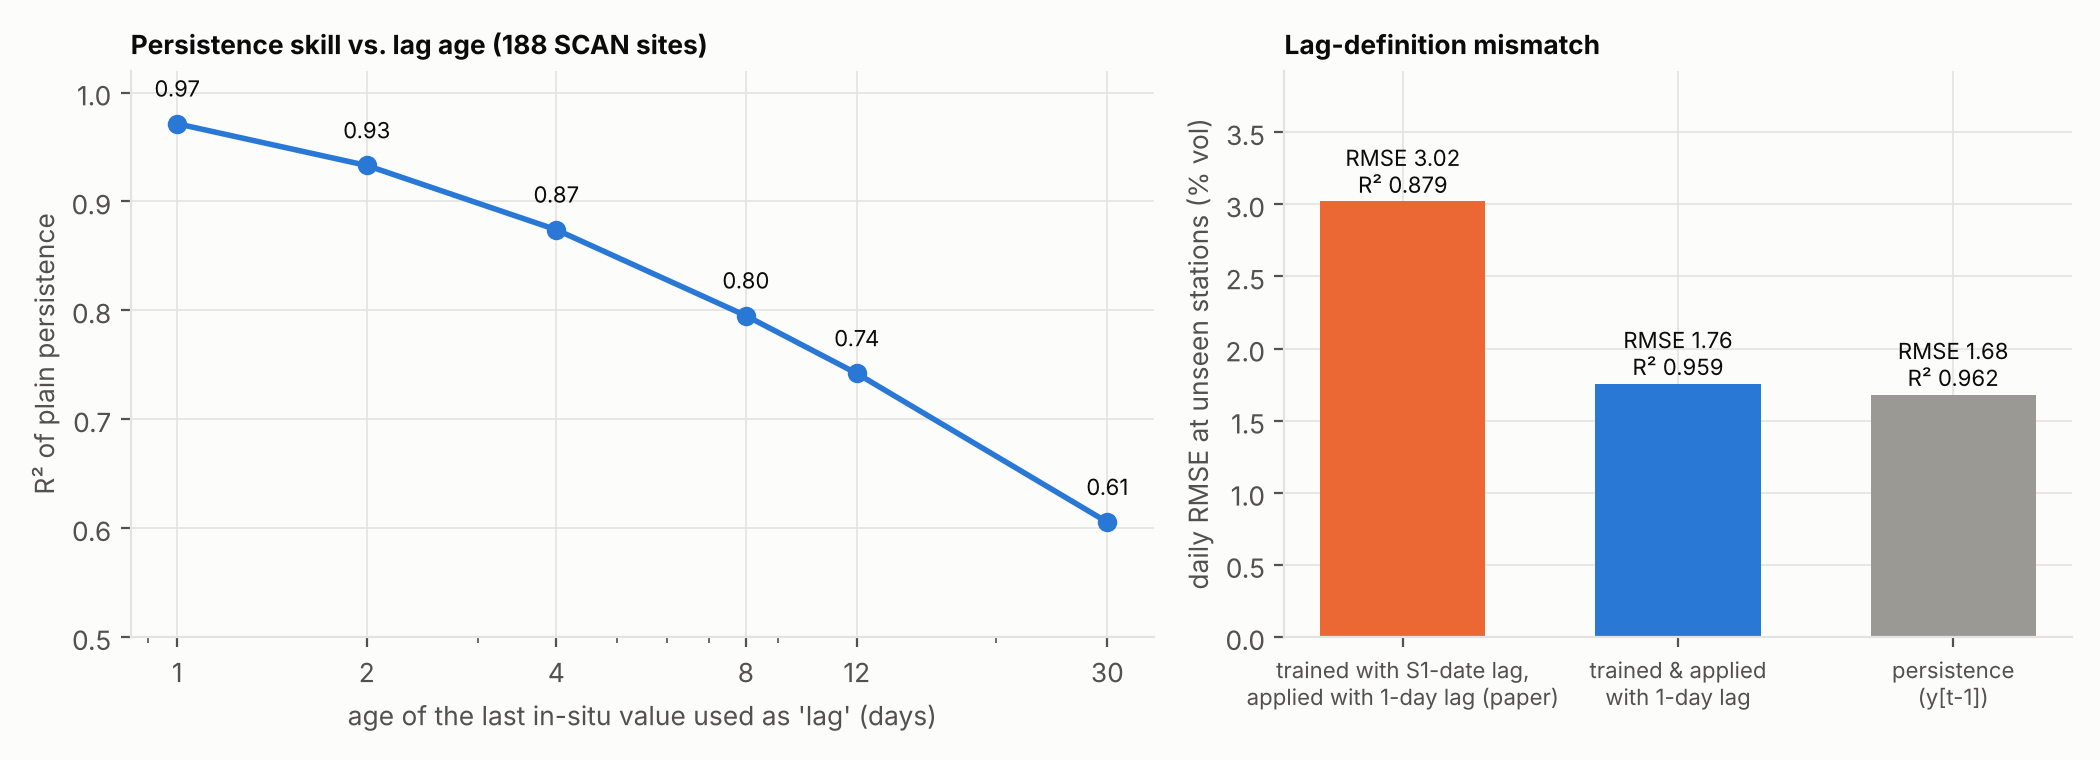 Persistence skill vs. lag age (188 SCAN sites)
R² of plain persistence
1.0
0.9
0.8
0.7
0.6
0.5
0.97
0.93
0.87
0.80
0.74
0.61
1
2
4
8
12
30
age of the last in-situ value used as 'lag' (days)
Lag-definition mismatch
daily RMSE at unseen stations (% vol)
3.5
3.0
2.5
2.0
1.5
1.0
0.5
0.0
RMSE 3.02
R² 0.879
RMSE 1.76
R² 0.959
RMSE 1.68
R² 0.962
trained with S1-date lag,
applied with 1-day lag (paper)
trained & applied
with 1-day lag
persistence
(y[t-1])